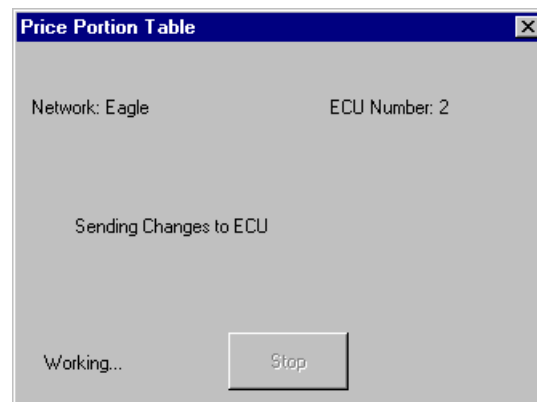 Price Portion Table
Network: Eagle ECU Number: 2
Sending Changes to ECU
Working... Stop